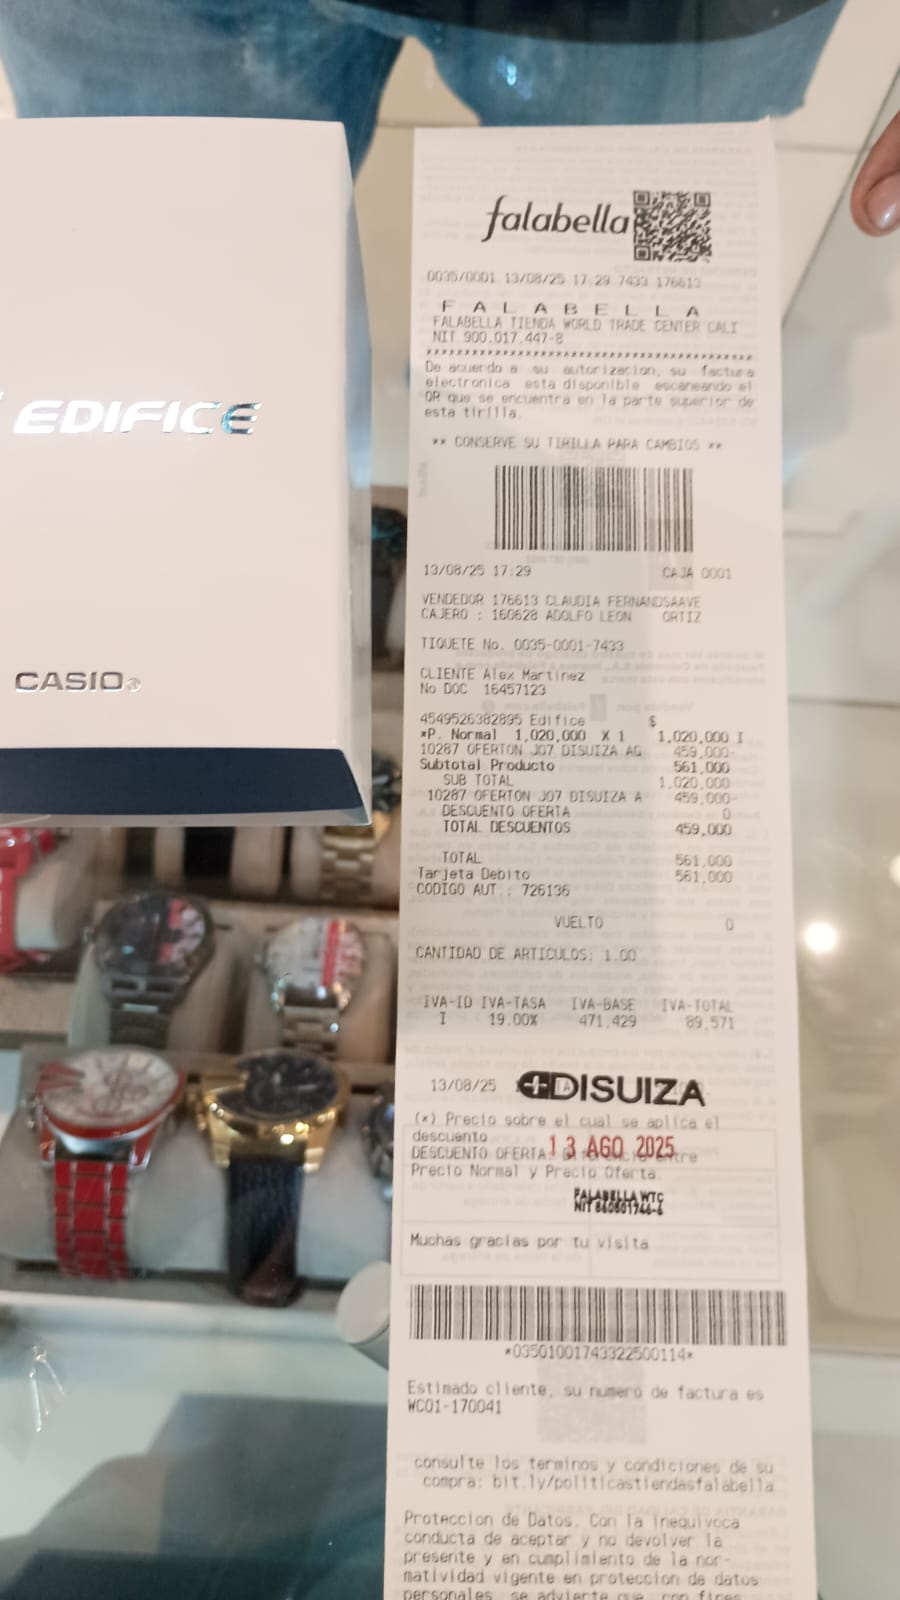 EDIFICE
CASIO®
falabella
0035/0001 13/08/25 17:29 7433 176613
F A L A B E L L A
FALABELLA TIENDA WORLD TRADE CENTER CALI
NIT 900.017.447-8
De acuerdo a su autorizacion, su factura
electronica esta disponible escaneando el
QR que se encuentra en la parte superior de
esta tirilla.
** CONSERVE SU TIRILLA PARA CAMBIOS **
13/08/25 17:29 CAJA 0001
VENDEDOR 176613 CLAUDIA FERNANDSAAVE
CAJERO : 160628 ADOLFO LEON ORTIZ
TIQUETE No. 0035-0001-7433
CLIENTE Alex Martinez
No DOC 16457123
4549526382895 Edifice $
*P. Normal 1,020,000 X 1 1,020,000 I
10287 OFERTON J07 DISUIZA AG 459,000-
Subtotal Producto 561,000
SUB TOTAL 1,020,000
10287 OFERTON J07 DISUIZA A 459,000-
DESCUENTO OFERTA 0
TOTAL DESCUENTOS 459,000
TOTAL 561,000
Tarjeta Debito 561,000
CODIGO AUT.: 726136
VUELTO 0
CANTIDAD DE ARTICULOS: 1.00
IVA-ID IVA-TASA IVA-BASE IVA-TOTAL
I 19.00% 471,429 89,571
13/08/25 DISUIZA
(*) Precio sobre el cual se aplica el
descuento
DESCUENTO OFERTA: 13 AGO 2025 entre
Precio Normal y Precio Oferta.
FALABELLA WTC
NIT
Muchas gracias por tu visita
*03501001743322500114*
Estimado cliente, su numero de factura es
WC01-170041
consulte los terminos y condiciones de su
compra: bit.ly/politicastiendasfalabella
Proteccion de Datos. Con la inequivoca
conducta de aceptar y no devolver la
presente y en cumplimiento de la nor-
matividad vigente en proteccion de datos
personales, se advierte que, con fines